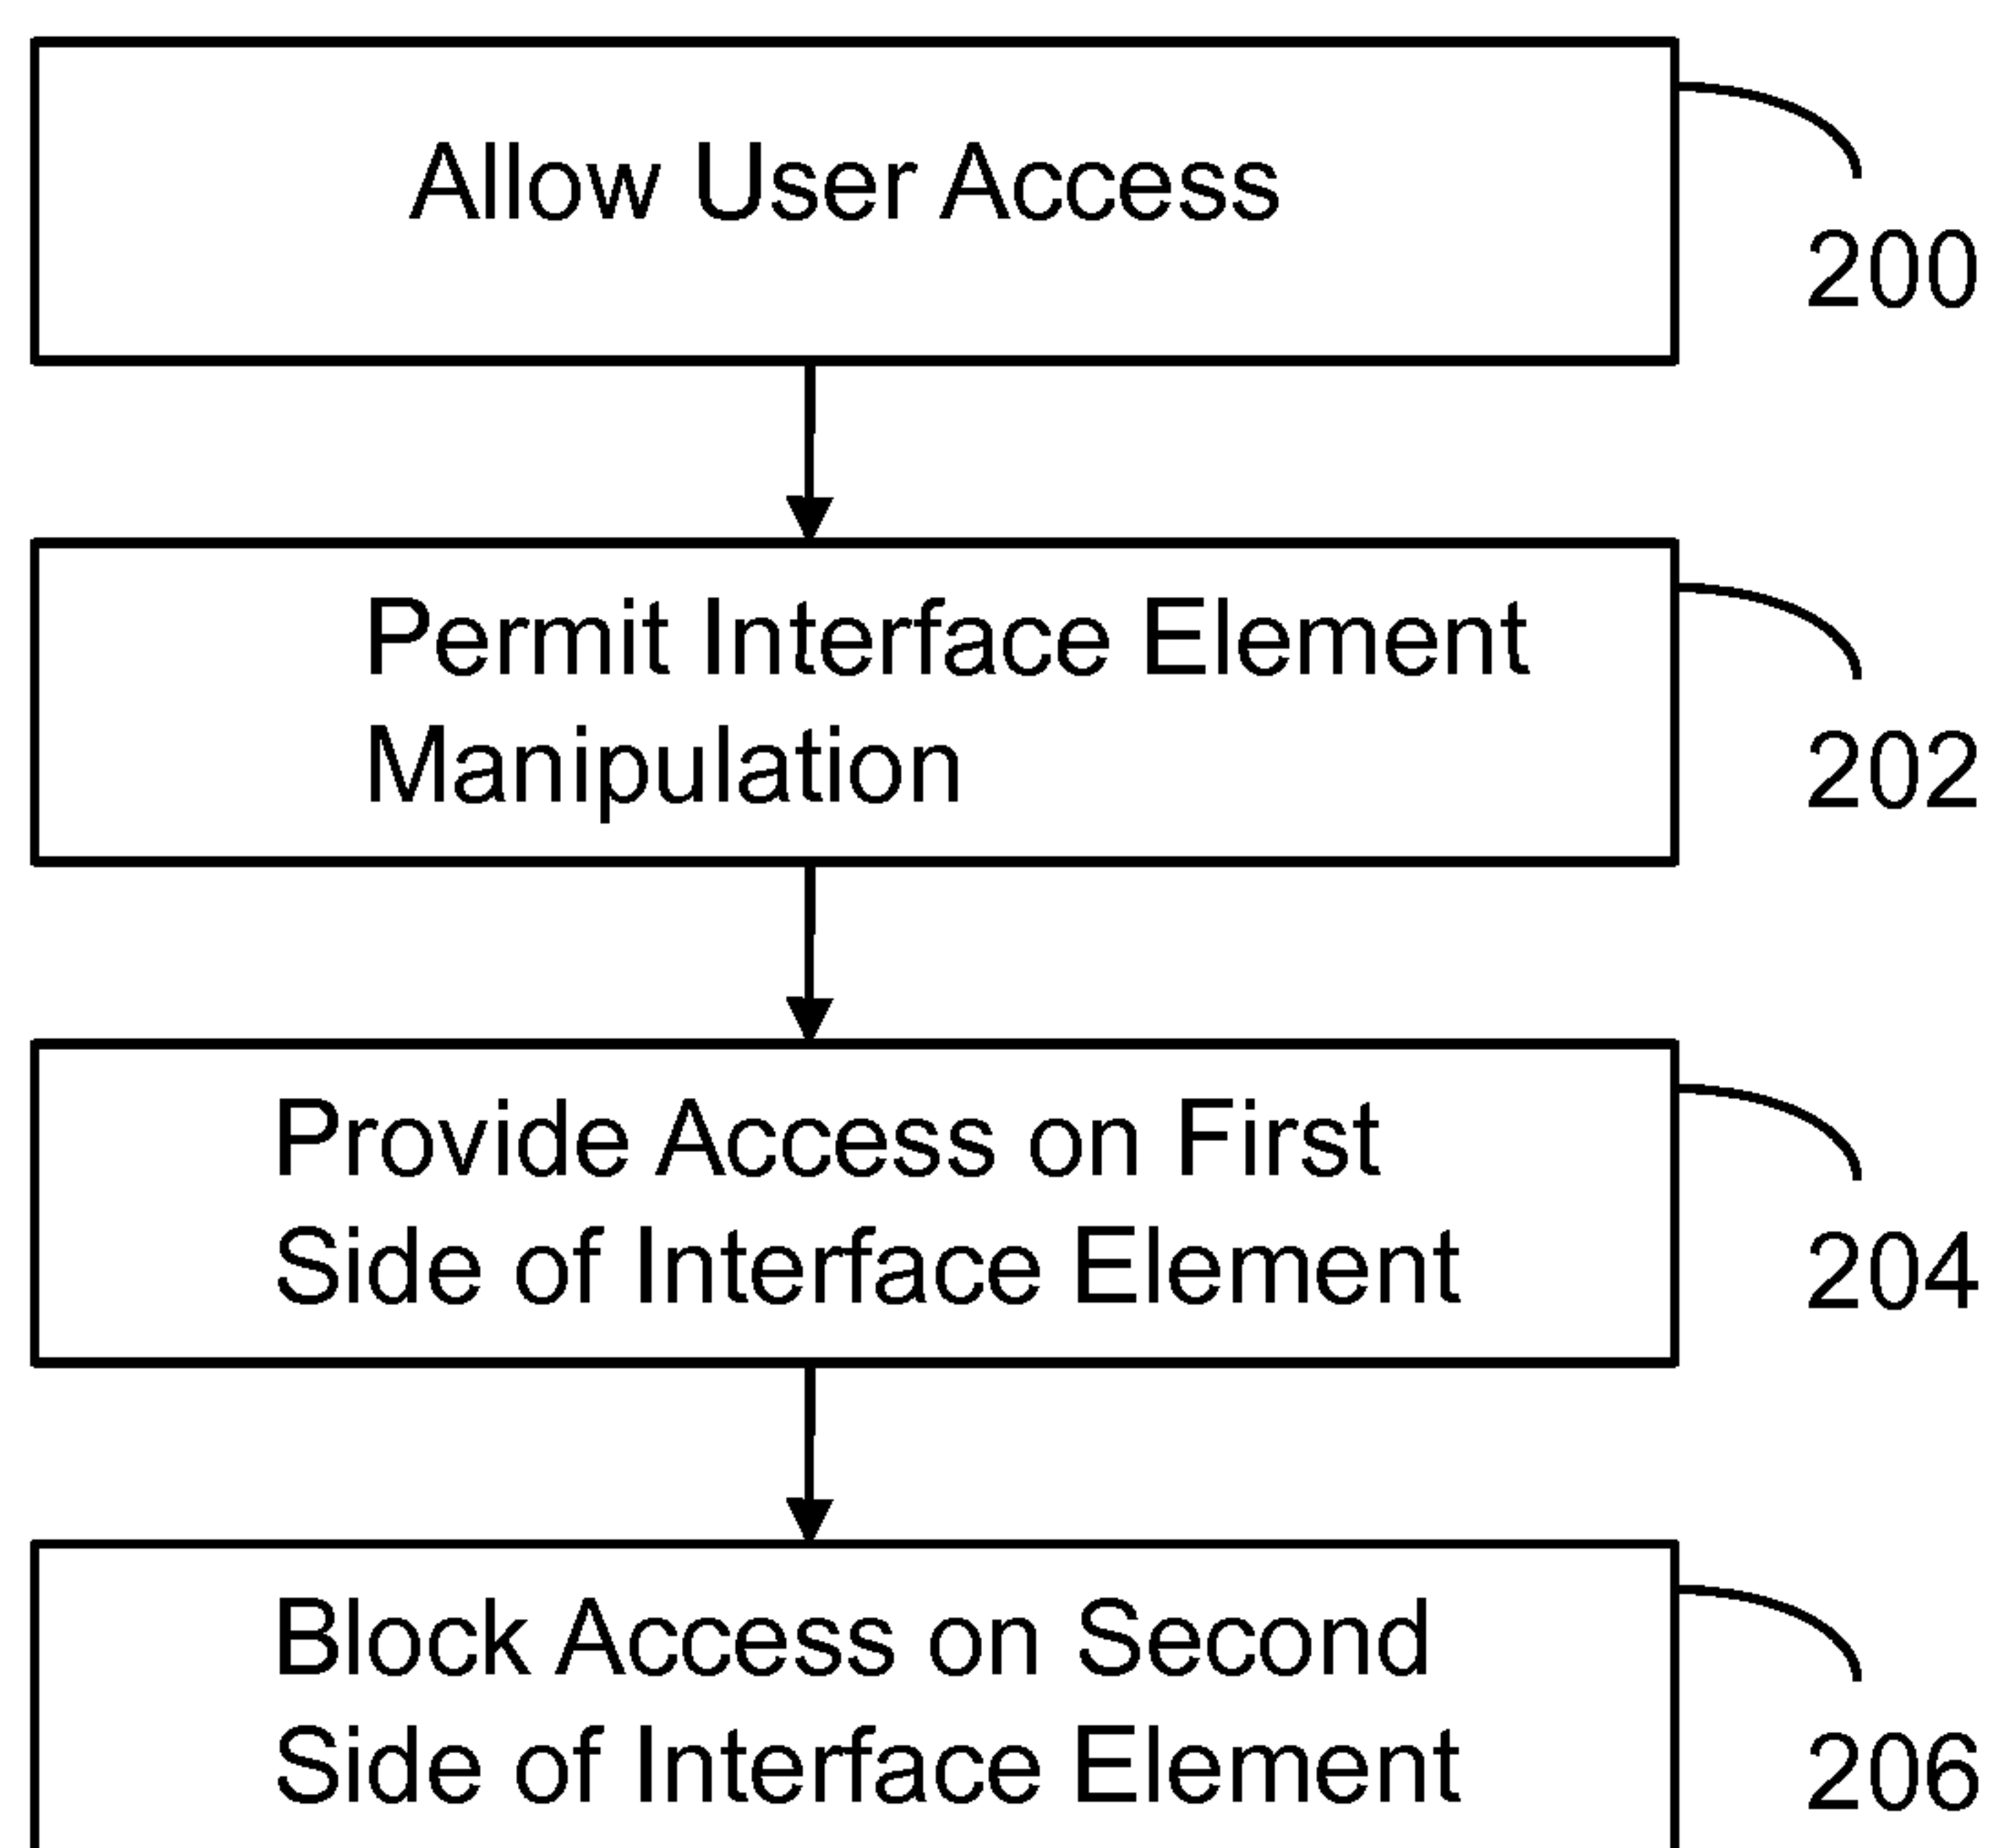 Allow User Access
200
Permit Interface Element
Manipulation
202
Provide Access on First
Side of Interface Element
204
Block Access on Second
Side of Interface Element
206